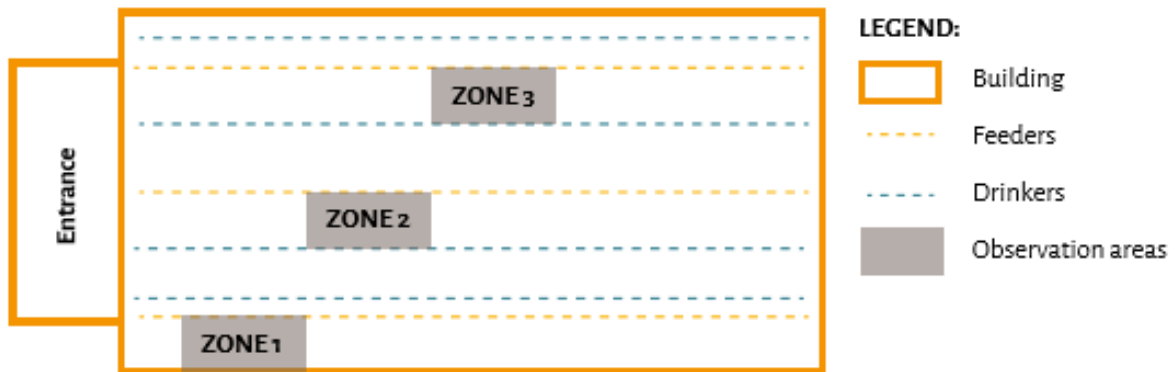 LEGEND:
Building
Feeders
Drinkers
Observation areas
Entrance
ZONE 3
ZONE 2
ZONE 1